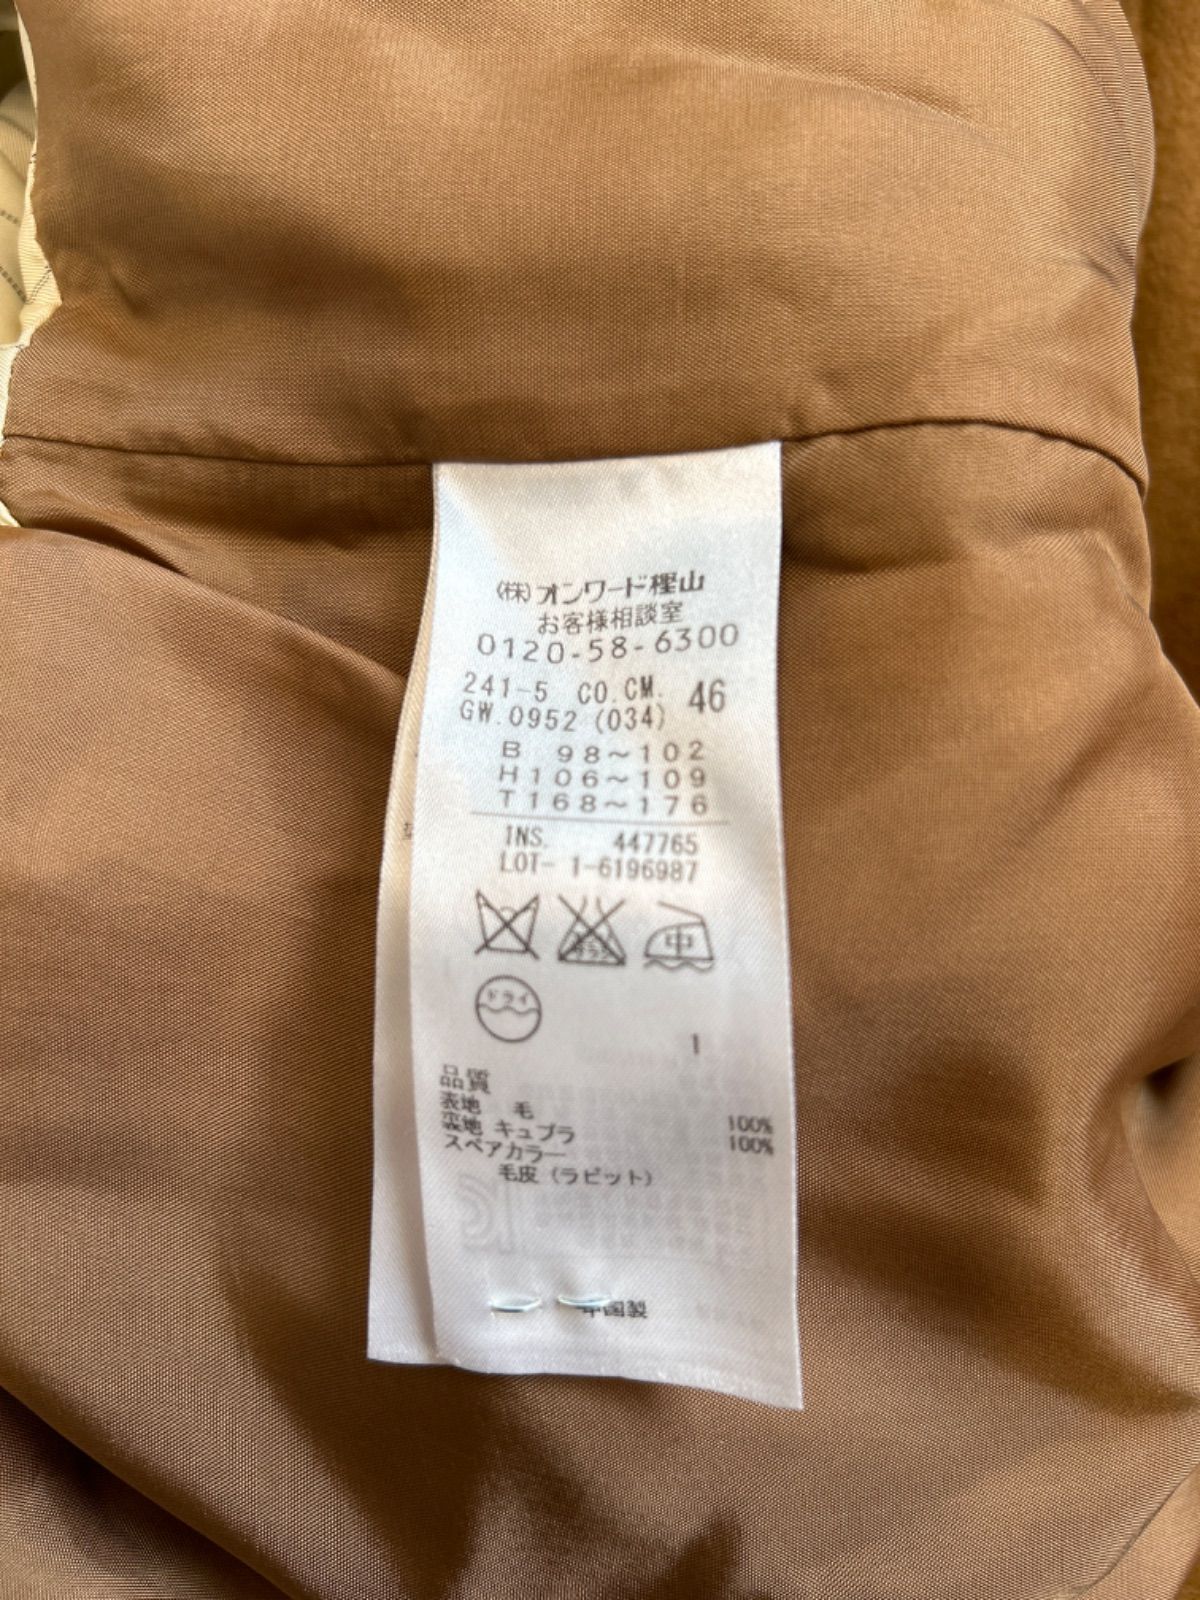 (株)オンワード樫山
お客様相談室
0120-58-6300
241-5 CO.CM. 46
GW.0952 (034)
B 98～102
H106～109
T168～176
INS. 447765
LOT- 1-6196987
中
ドライ
I
品質
表地 毛 100%
裏地 キュプラ 100%
スペアカラー
毛皮(ラビット)
中国製